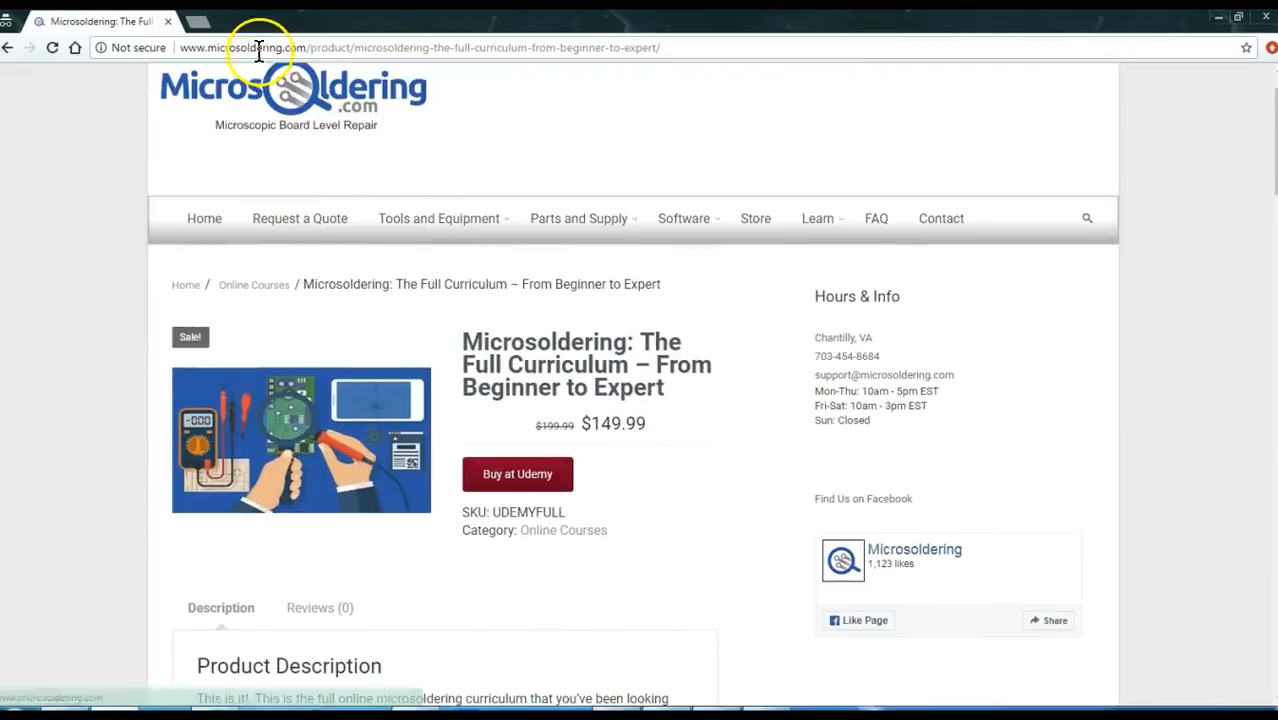 Microsoldering: The Full
Not secure
www.microsoldering.com/product/microsoldering-the-full-curriculum-from-beginner-to-expert/
Microsoldering
.com
Microscopic Board Level Repair
Home Request a Quote Tools and Equipment Parts and Supply Software Store Learn FAQ Contact
Home / Online Courses / Microsoldering: The Full Curriculum – From Beginner to Expert
Sale!
-0.00
Microsoldering: The
Full Curriculum – From
Beginner to Expert
$199.99 $149.99
Buy at Udemy
SKU: UDEMYFULL
Category: Online Courses
Hours & Info
Chantilly, VA
703-454-8684
support@microsoldering.com
Mon-Thu: 10am - 5pm EST
Fri-Sat: 10am - 3pm EST
Sun: Closed
Find Us on Facebook
Microsoldering
1,123 likes
Like Page Share
Description Reviews (0)
Product Description
This is it! This is the full online microsoldering curriculum that you've been looking
www.microsoldering.com